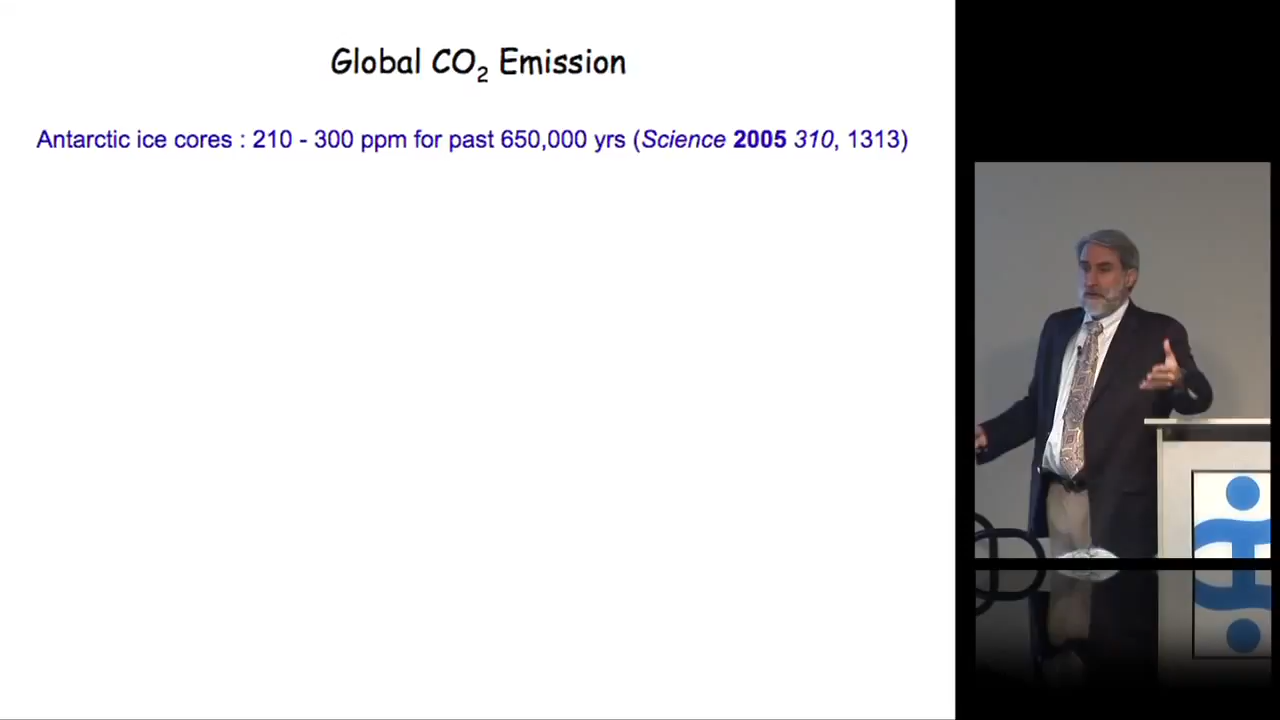 Global CO₂ Emission
Antarctic ice cores : 210 - 300 ppm for past 650,000 yrs (Science 2005 310, 1313)